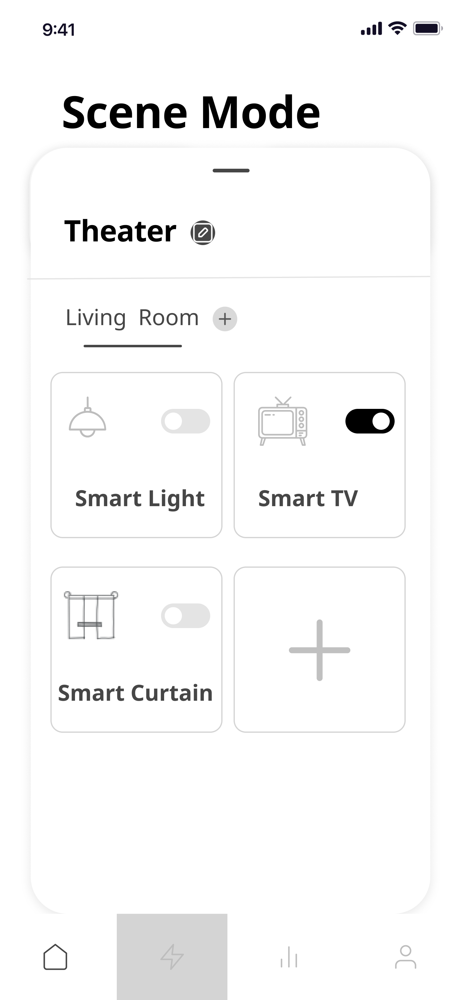 9:41
Scene Mode
Theater
Living Room
Smart Light
Smart TV
Smart Curtain